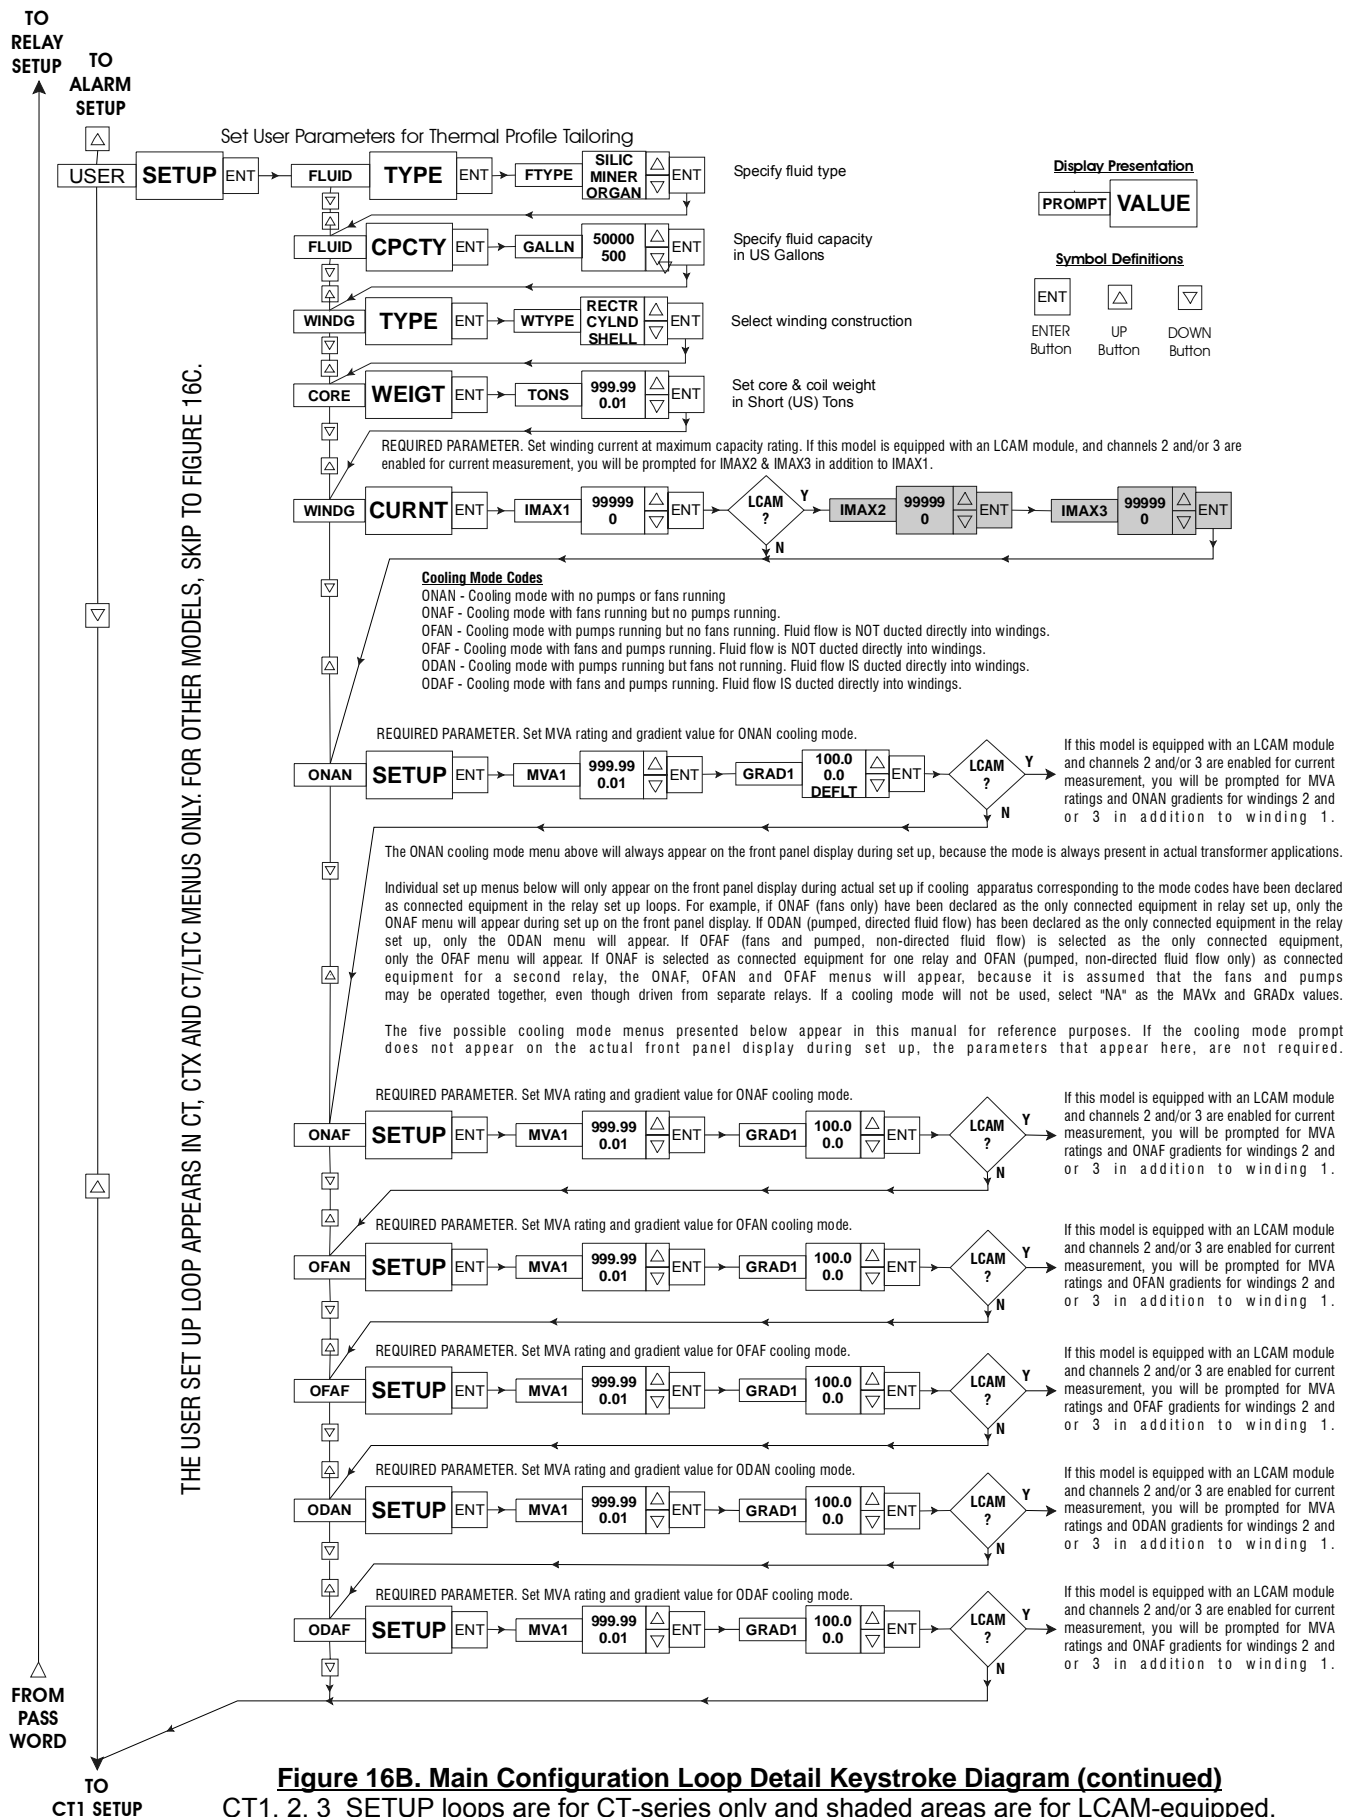 TO
RELAY
SETUP
TO
ALARM
SETUP
Set User Parameters for Thermal Profile Tailoring
USER SETUP ENT FLUID TYPE ENT FTYPE SILIC MINER ORGAN ENT
Specify fluid type
Display Presentation
PROMPT VALUE
FLUID CPCTY ENT GALLN 50000 500 ENT
Specify fluid capacity
in US Gallons
Symbol Definitions
ENT
ENTER
Button
UP
Button
DOWN
Button
WINDG TYPE ENT WTYPE RECTR CYLND SHELL ENT
Select winding construction
CORE WEIGT ENT TONS 999.99 0.01 ENT
Set core & coil weight
in Short (US) Tons
THE USER SET UP LOOP APPEARS IN CT, CTX AND CT/LTC MENUS ONLY. FOR OTHER MODELS, SKIP TO FIGURE 16C.
REQUIRED PARAMETER. Set winding current at maximum capacity rating. If this model is equipped with an LCAM module, and channels 2 and/or 3 are
enabled for current measurement, you will be prompted for IMAX2 & IMAX3 in addition to IMAX1.
WINDG CURNT ENT IMAX1 99999 0 ENT LCAM ? Y IMAX2 99999 0 ENT IMAX3 99999 0 ENT
N
Cooling Mode Codes
ONAN - Cooling mode with no pumps or fans running
ONAF - Cooling mode with fans running but no pumps running.
OFAN - Cooling mode with pumps running but no fans running. Fluid flow is NOT ducted directly into windings.
OFAF - Cooling mode with fans and pumps running. Fluid flow is NOT ducted directly into windings.
ODAN - Cooling mode with pumps running but fans not running. Fluid flow IS ducted directly into windings.
ODAF - Cooling mode with fans and pumps running. Fluid flow IS ducted directly into windings.
REQUIRED PARAMETER. Set MVA rating and gradient value for ONAN cooling mode.
ONAN SETUP ENT MVA1 999.99 0.01 ENT GRAD1 100.0 0.0 DEFLT ENT LCAM ? Y
N
If this model is equipped with an LCAM module
and channels 2 and/or 3 are enabled for current
measurement, you will be prompted for MVA
ratings and ONAN gradients for windings 2 and
or 3 in addition to winding 1.
The ONAN cooling mode menu above will always appear on the front panel display during set up, because the mode is always present in actual transformer applications.
Individual set up menus below will only appear on the front panel display during actual set up if cooling apparatus corresponding to the mode codes have been declared
as connected equipment in the relay set up loops. For example, if ONAF (fans only) have been declared as the only connected equipment in relay set up, only the
ONAF menu will appear during set up on the front panel display. If ODAN (pumped, directed fluid flow) has been declared as the only connected equipment in the relay
set up, only the ODAN menu will appear. If OFAF (fans and pumped, non-directed fluid flow) is selected as the only connected equipment,
only the OFAF menu will appear. If ONAF is selected as connected equipment for one relay and OFAN (pumped, non-directed fluid flow only) as connected
equipment for a second relay, the ONAF, OFAN and OFAF menus will appear, because it is assumed that the fans and pumps
may be operated together, even though driven from separate relays. If a cooling mode will not be used, select "NA" as the MAVx and GRADx values.
The five possible cooling mode menus presented below appear in this manual for reference purposes. If the cooling mode prompt
does not appear on the actual front panel display during set up, the parameters that appear here, are not required.
REQUIRED PARAMETER. Set MVA rating and gradient value for ONAF cooling mode.
ONAF SETUP ENT MVA1 999.99 0.01 ENT GRAD1 100.0 0.0 ENT LCAM ? Y
N
If this model is equipped with an LCAM module
and channels 2 and/or 3 are enabled for current
measurement, you will be prompted for MVA
ratings and ONAF gradients for windings 2 and
or 3 in addition to winding 1.
REQUIRED PARAMETER. Set MVA rating and gradient value for OFAN cooling mode.
OFAN SETUP ENT MVA1 999.99 0.01 ENT GRAD1 100.0 0.0 ENT LCAM ? Y
N
If this model is equipped with an LCAM module
and channels 2 and/or 3 are enabled for current
measurement, you will be prompted for MVA
ratings and OFAN gradients for windings 2 and
or 3 in addition to winding 1.
REQUIRED PARAMETER. Set MVA rating and gradient value for OFAF cooling mode.
OFAF SETUP ENT MVA1 999.99 0.01 ENT GRAD1 100.0 0.0 ENT LCAM ? Y
N
If this model is equipped with an LCAM module
and channels 2 and/or 3 are enabled for current
measurement, you will be prompted for MVA
ratings and OFAF gradients for windings 2 and
or 3 in addition to winding 1.
REQUIRED PARAMETER. Set MVA rating and gradient value for ODAN cooling mode.
ODAN SETUP ENT MVA1 999.99 0.01 ENT GRAD1 100.0 0.0 ENT LCAM ? Y
N
If this model is equipped with an LCAM module
and channels 2 and/or 3 are enabled for current
measurement, you will be prompted for MVA
ratings and ODAN gradients for windings 2 and
or 3 in addition to winding 1.
REQUIRED PARAMETER. Set MVA rating and gradient value for ODAF cooling mode.
ODAF SETUP ENT MVA1 999.99 0.01 ENT GRAD1 100.0 0.0 ENT LCAM ? Y
N
If this model is equipped with an LCAM module
and channels 2 and/or 3 are enabled for current
measurement, you will be prompted for MVA
ratings and ONAF gradients for windings 2 and
or 3 in addition to winding 1.
FROM
PASS
WORD
TO
CT1 SETUP
Figure 16B. Main Configuration Loop Detail Keystroke Diagram (continued)
CT1, 2, 3 SETUP loops are for CT-series only and shaded areas are for LCAM-equipped.